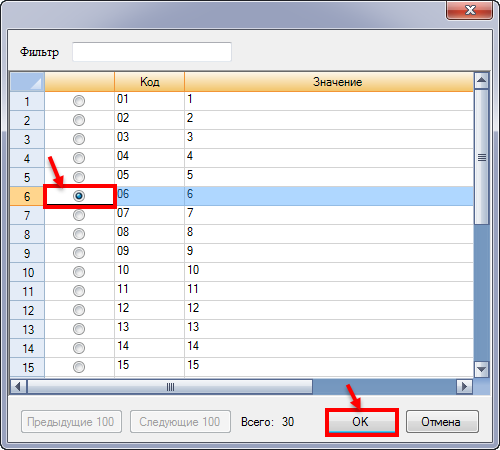 Фильтр
Код Значение
1 01 1
2 02 2
3 03 3
4 04 4
5 05 5
6 06 6
7 07 7
8 08 8
9 09 9
10 10 10
11 11 11
12 12 12
13 13 13
14 14 14
15 15 15
Предыдущие 100 Следующие 100 Всего: 30 OK Отмена